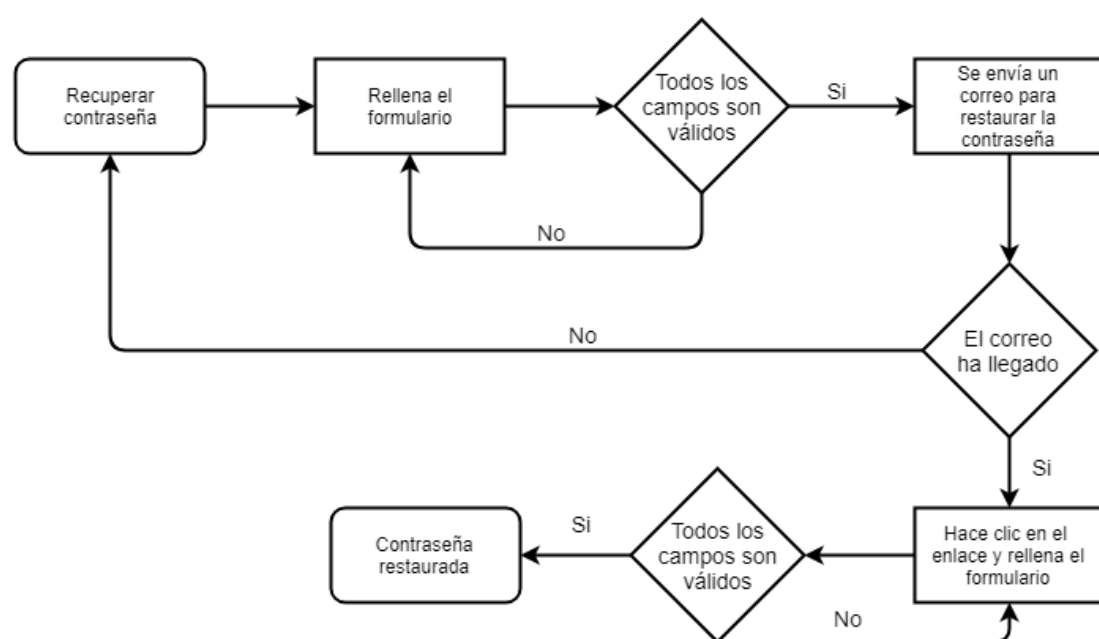 Recuperar
contraseña
Rellena el
formulario
Todos los
campos son
válidos
Si
Se envía un
correo para
restaurar la
contraseña
No
No
El correo
ha llegado
Si
Contraseña
restaurada
Si
Todos los
campos son
válidos
Hace clic en el
enlace y rellena el
formulario
No